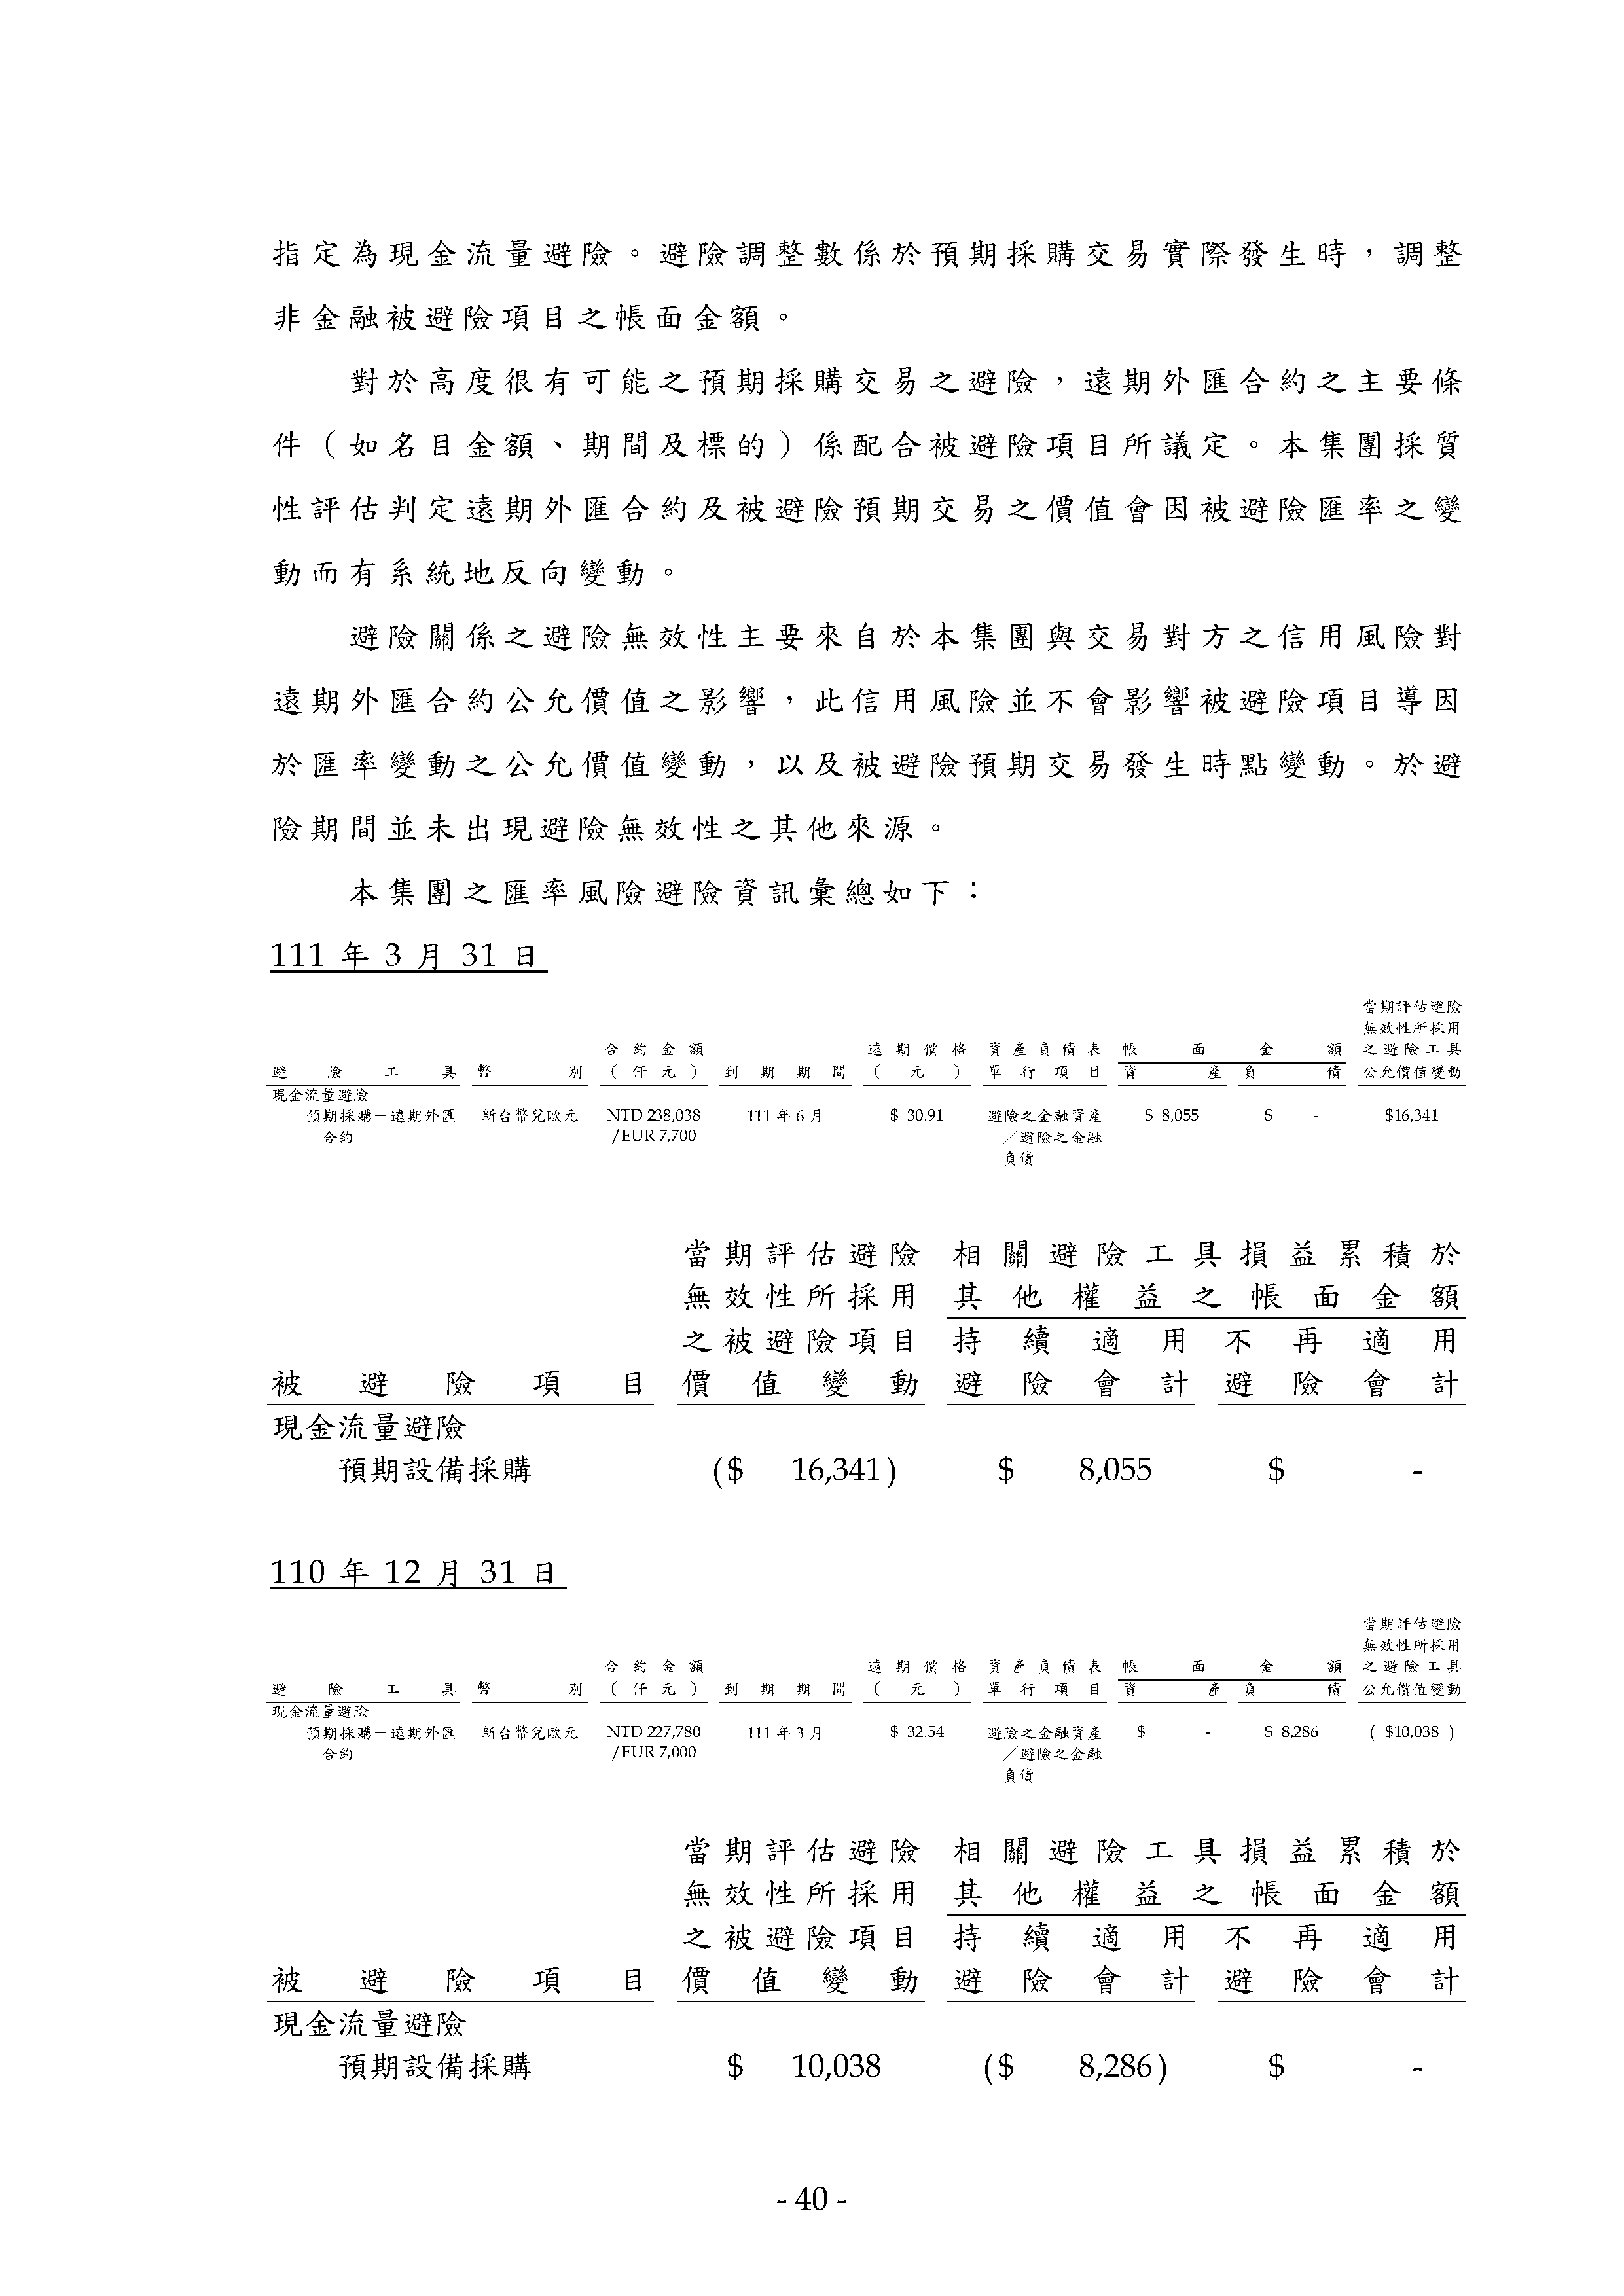 指定為現金流量避險。避險調整數係於預期採購交易實際發生時，調整
非金融被避險項目之帳面金額。
對於高度很有可能之預期採購交易之避險，遠期外匯合約之主要條
件（如名目金額、期間及標的）係配合被避險項目所議定。本集團採質
性評估判定遠期外匯合約及被避險預期交易之價值會因被避險匯率之變
動而有系統地反向變動。
避險關係之避險無效性主要來自於本集團與交易對方之信用風險對
遠期外匯合約公允價值之影響，此信用風險並不會影響被避險項目導因
於匯率變動之公允價值變動，以及被避險預期交易發生時點變動。於避
險期間並未出現避險無效性之其他來源。
本集團之匯率風險避險資訊彙總如下：
111 年 3 月 31 日
當期評估避險
無效性所採用
合約金額 遠期價格 資產負債表 帳面金額 之避險工具
避險工具 幣別 （仟元） 到期期間 （元） 單行項目 資產 負債 公允價值變動
現金流量避險
預期採購－遠期外匯 新台幣兌歐元 NTD 238,038 111 年 6 月 $ 30.91 避險之金融資產 $ 8,055 $ - $16,341
合約 /EUR 7,700 ／避險之金融
負債
當期評估避險 相關避險工具損益累積於
無效性所採用 其他權益之帳面金額
之被避險項目 持續適用 不再適用
被避險項目 價值變動 避險會計 避險會計
現金流量避險
預期設備採購 ($ 16,341) $ 8,055 $ -
110 年 12 月 31 日
當期評估避險
無效性所採用
合約金額 遠期價格 資產負債表 帳面金額 之避險工具
避險工具 幣別 （仟元） 到期期間 （元） 單行項目 資產 負債 公允價值變動
現金流量避險
預期採購－遠期外匯 新台幣兌歐元 NTD 227,780 111 年 3 月 $ 32.54 避險之金融資產 $ - $ 8,286 ( $10,038 )
合約 /EUR 7,000 ／避險之金融
負債
當期評估避險 相關避險工具損益累積於
無效性所採用 其他權益之帳面金額
之被避險項目 持續適用 不再適用
被避險項目 價值變動 避險會計 避險會計
現金流量避險
預期設備採購 $ 10,038 ($ 8,286) $ -
- 40 -